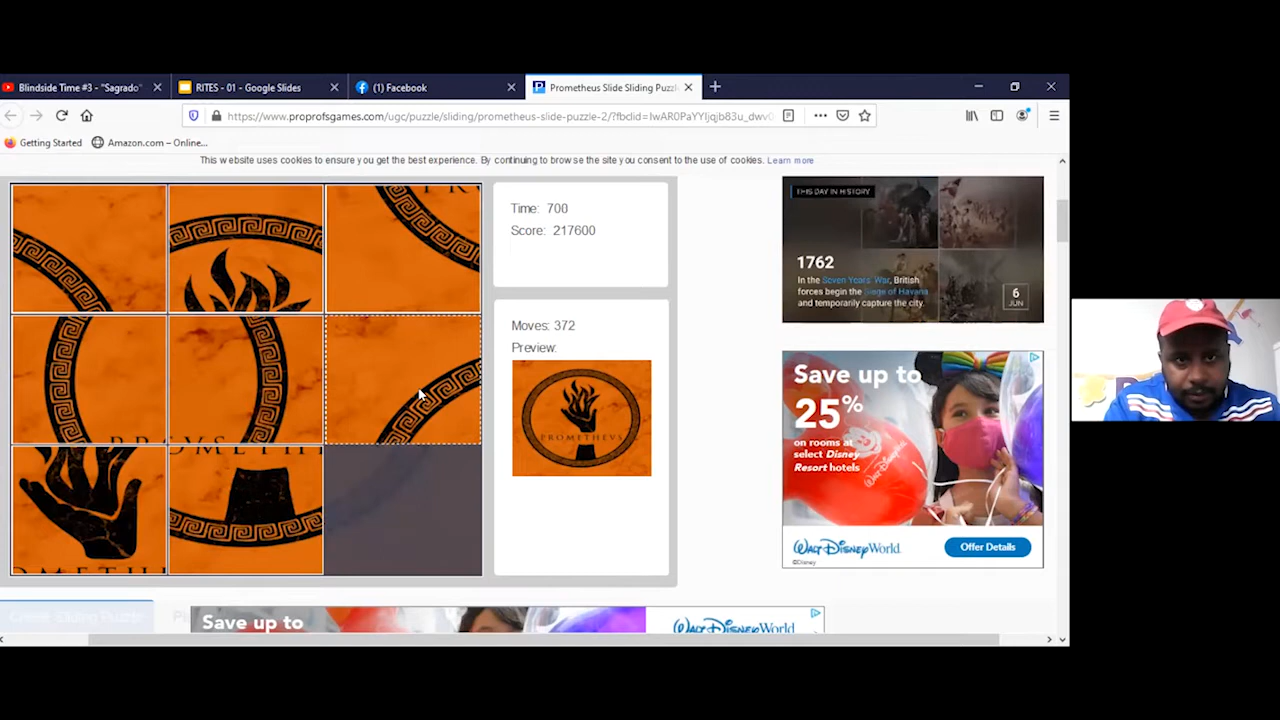 Blindside Time #3 - "Sagrado"
RITES - 01 - Google Slides
(1) Facebook
Prometheus Slide Sliding Puzzl
https://www.proprofsgames.com/ugc/puzzle/sliding/prometheus-slide-puzzle-2/?fbclid=
Getting Started
Amazon.com – Online...
This website uses cookies to ensure you get the best experience. By continuing to browse the site you consent to the use of cookies. Learn more
Time: 700
Score: 217600
Moves: 372
Preview:
PROMETHEVS
THIS DAY IN HISTORY
1762
In the Seven Years' War, British
forces begin the Siege of Havana
and temporarily capture the city.
6
JUN
Save up to
25%
on rooms at
select Disney
Resort hotels
WALT DISNEY WORLD
Offer Details
©Disney
Create Sliding Puzzle
Save up to
WALT DISNEY WORLD